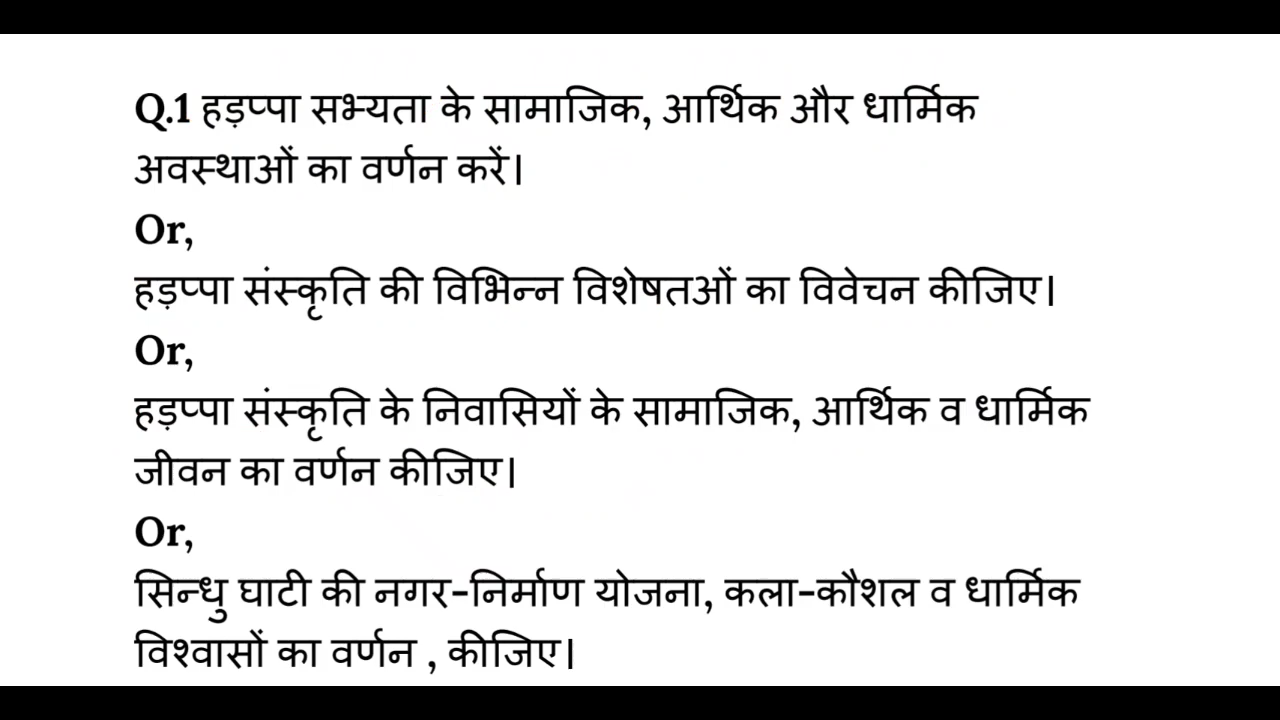 Q.1 हड़प्पा सभ्यता के सामाजिक, आर्थिक और धार्मिक
अवस्थाओं का वर्णन करें।
Or,
हड़प्पा संस्कृति की विभिन्न विशेषतओं का विवेचन कीजिए।
Or,
हड़प्पा संस्कृति के निवासियों के सामाजिक, आर्थिक व धार्मिक
जीवन का वर्णन कीजिए।
Or,
सिन्धु घाटी की नगर-निर्माण योजना, कला-कौशल व धार्मिक
विश्वासों का वर्णन , कीजिए।